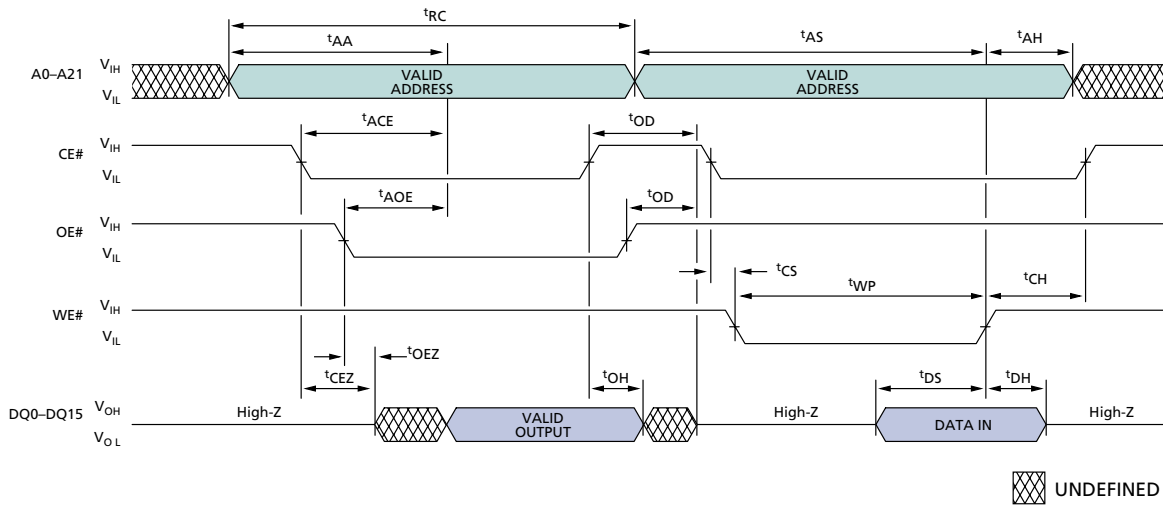 tRC
tAA
tAS
tAH
A0–A21
VIH
VIL
VALID
ADDRESS
VALID
ADDRESS
tACE
tOD
CE#
VIH
VIL
tAOE
tOD
OE#
VIH
VIL
tCS
tWP
tCH
WE#
VIH
VIL
tOEZ
tCEZ
tOH
tDS
tDH
DQ0–DQ15
VOH
VO L
High-Z
VALID
OUTPUT
High-Z
DATA IN
High-Z
UNDEFINED